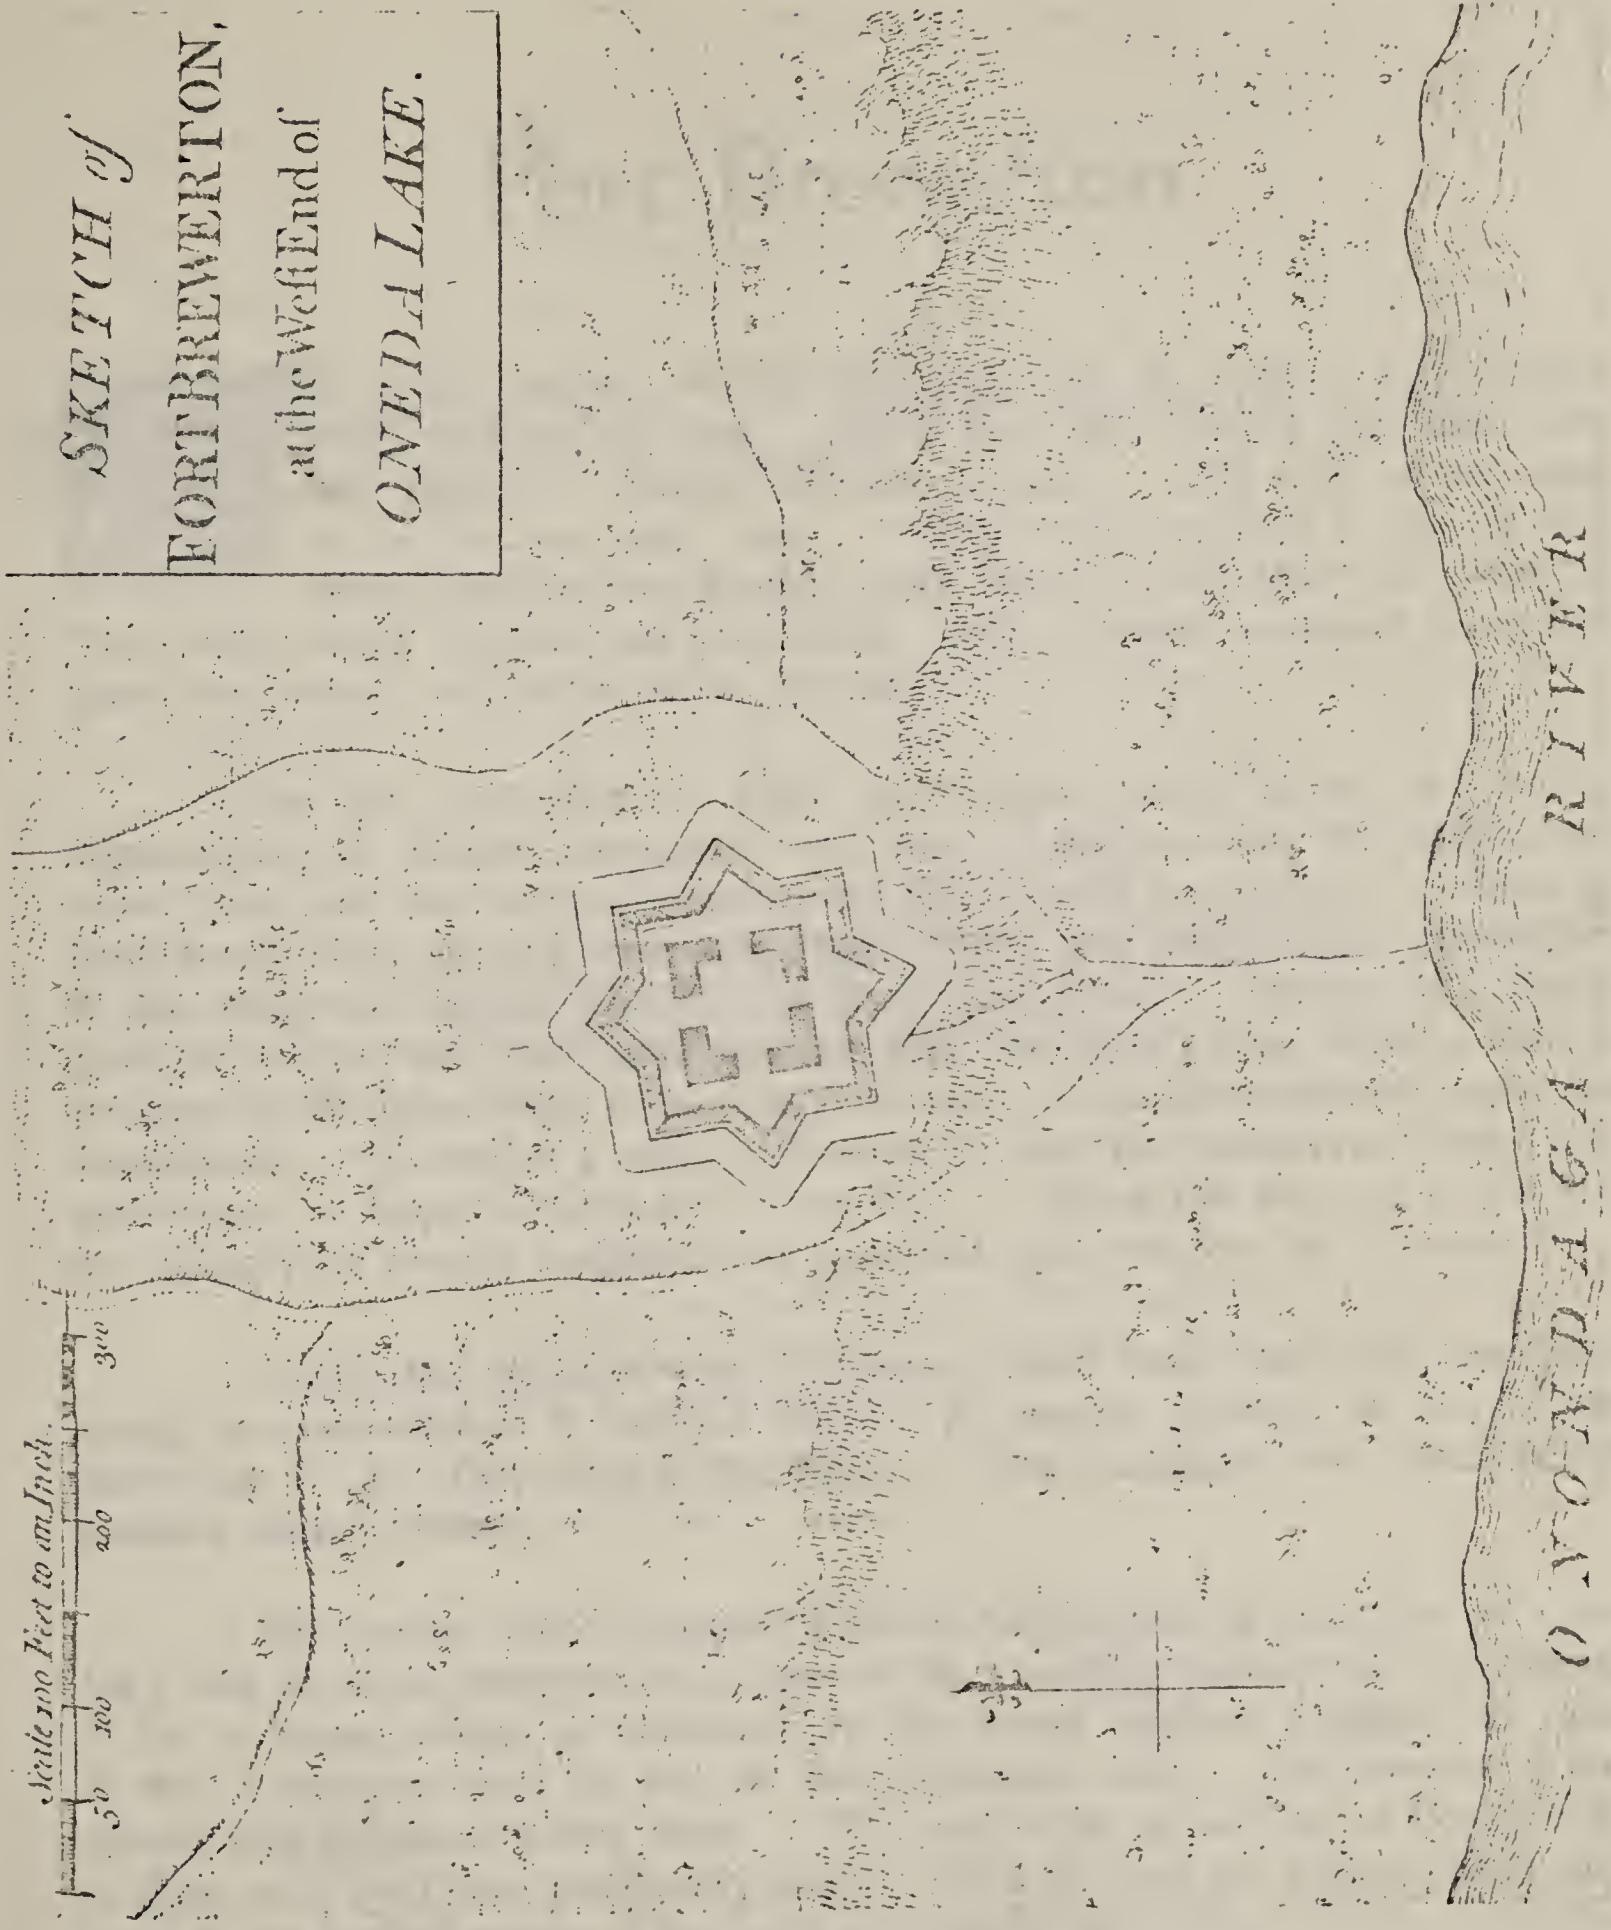 SKETCH of
FORT BREWERTON,
at the Weſt End of
ONEDA LAKE.
Scale 100 Feet to an Inch.
50 100 200 300
ONONDAGA RIVER